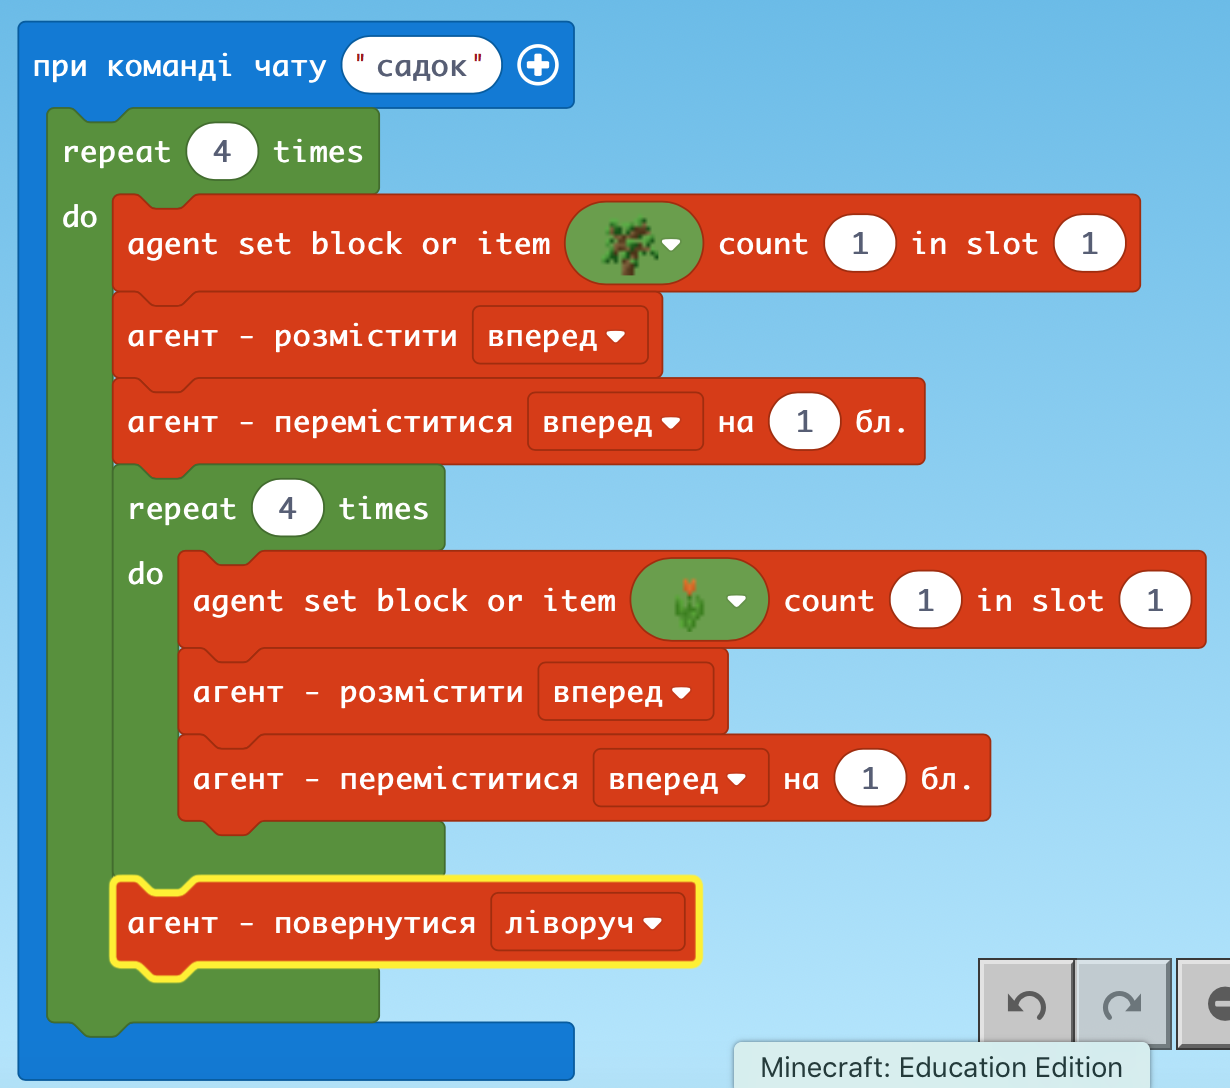 при команді чату "садок"
repeat 4 times
do
agent set block or item count 1 in slot 1
агент - розмістити вперед
агент - переміститися вперед на 1 бл.
repeat 4 times
do
agent set block or item count 1 in slot 1
агент - розмістити вперед
агент - переміститися вперед на 1 бл.
агент - повернутися ліворуч
Minecraft: Education Edition